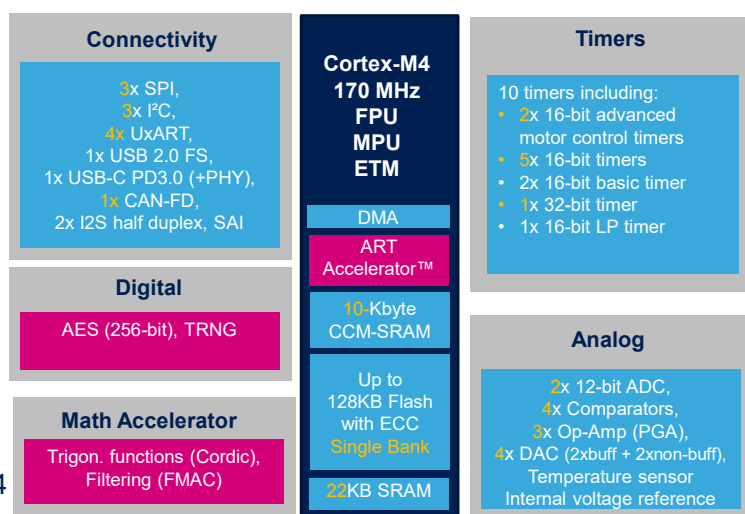 Connectivity
3x SPI,
3x I²C,
4x UxART,
1x USB 2.0 FS,
1x USB-C PD3.0 (+PHY),
1x CAN-FD,
2x I2S half duplex, SAI
Digital
AES (256-bit), TRNG
Math Accelerator
Trigon. functions (Cordic),
Filtering (FMAC)
4
Cortex-M4
170 MHz
FPU
MPU
ETM
DMA
ART
Accelerator™
10-Kbyte
CCM-SRAM
Up to
128KB Flash
with ECC
Single Bank
22KB SRAM
Timers
10 timers including:
• 2x 16-bit advanced
motor control timers
• 5x 16-bit timers
• 2x 16-bit basic timer
• 1x 32-bit timer
• 1x 16-bit LP timer
Analog
2x 12-bit ADC,
4x Comparators,
3x Op-Amp (PGA),
4x DAC (2xbuff + 2xnon-buff),
Temperature sensor
Internal voltage reference